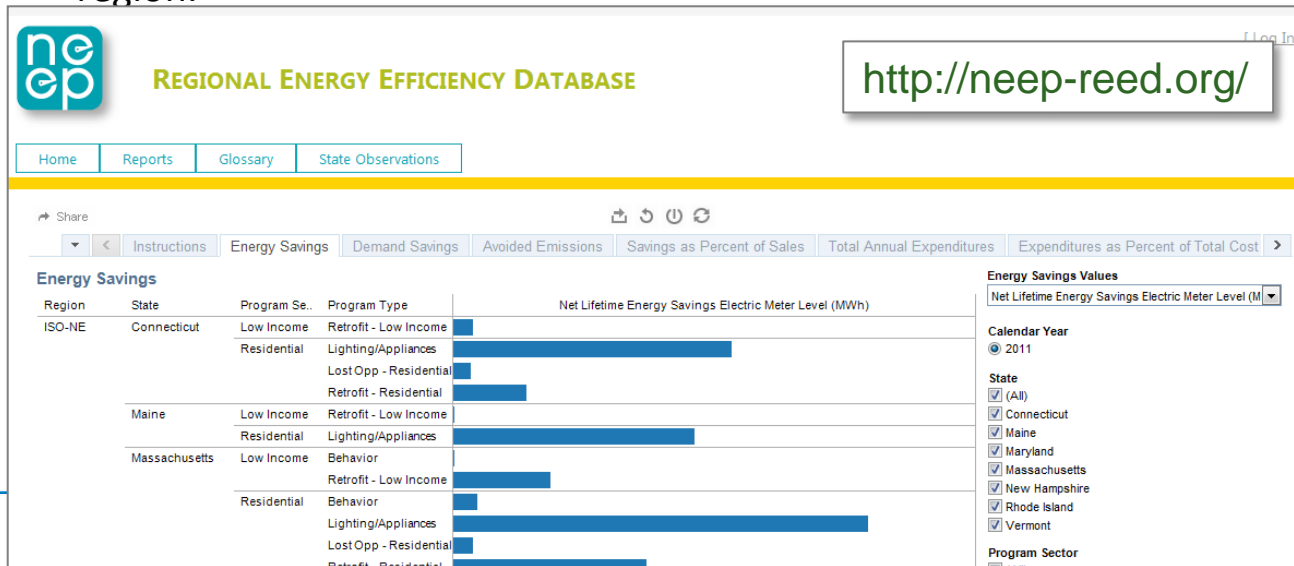 region.
neep
REGIONAL ENERGY EFFICIENCY DATABASE
[ Log In
http://neep-reed.org/
Home Reports Glossary State Observations
Share
Instructions Energy Savings Demand Savings Avoided Emissions Savings as Percent of Sales Total Annual Expenditures Expenditures as Percent of Total Cost
Energy Savings
Region State Program Se.. Program Type Net Lifetime Energy Savings Electric Meter Level (MWh)
ISO-NE Connecticut Low Income Retrofit - Low Income
Residential Lighting/Appliances
Lost Opp - Residential
Retrofit - Residential
Maine Low Income Retrofit - Low Income
Residential Lighting/Appliances
Massachusetts Low Income Behavior
Retrofit - Low Income
Residential Behavior
Lighting/Appliances
Lost Opp - Residential
Retrofit - Residential
Energy Savings Values
Net Lifetime Energy Savings Electric Meter Level (M
Calendar Year
2011
State
(All)
Connecticut
Maine
Maryland
Massachusetts
New Hampshire
Rhode Island
Vermont
Program Sector